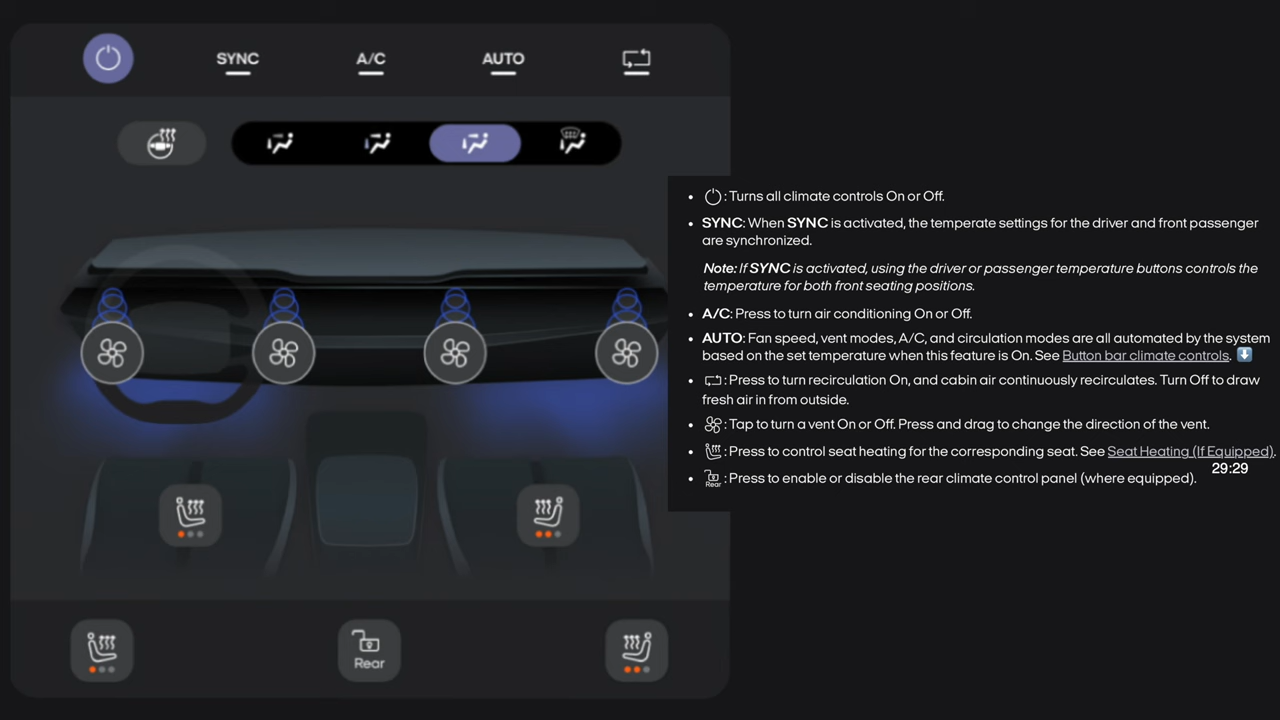 SYNC
A/C
AUTO
: Turns all climate controls On or Off.
SYNC: When SYNC is activated, the temperate settings for the driver and front passenger
are synchronized.
Note: If SYNC is activated, using the driver or passenger temperature buttons controls the
temperature for both front seating positions.
A/C: Press to turn air conditioning On or Off.
AUTO: Fan speed, vent modes, A/C, and circulation modes are all automated by the system
based on the set temperature when this feature is On. See Button bar climate controls.
: Press to turn recirculation On, and cabin air continuously recirculates. Turn Off to draw
fresh air in from outside.
: Tap to turn a vent On or Off. Press and drag to change the direction of the vent.
: Press to control seat heating for the corresponding seat. See Seat Heating (If Equipped).
29:29
Rear : Press to enable or disable the rear climate control panel (where equipped).
Rear